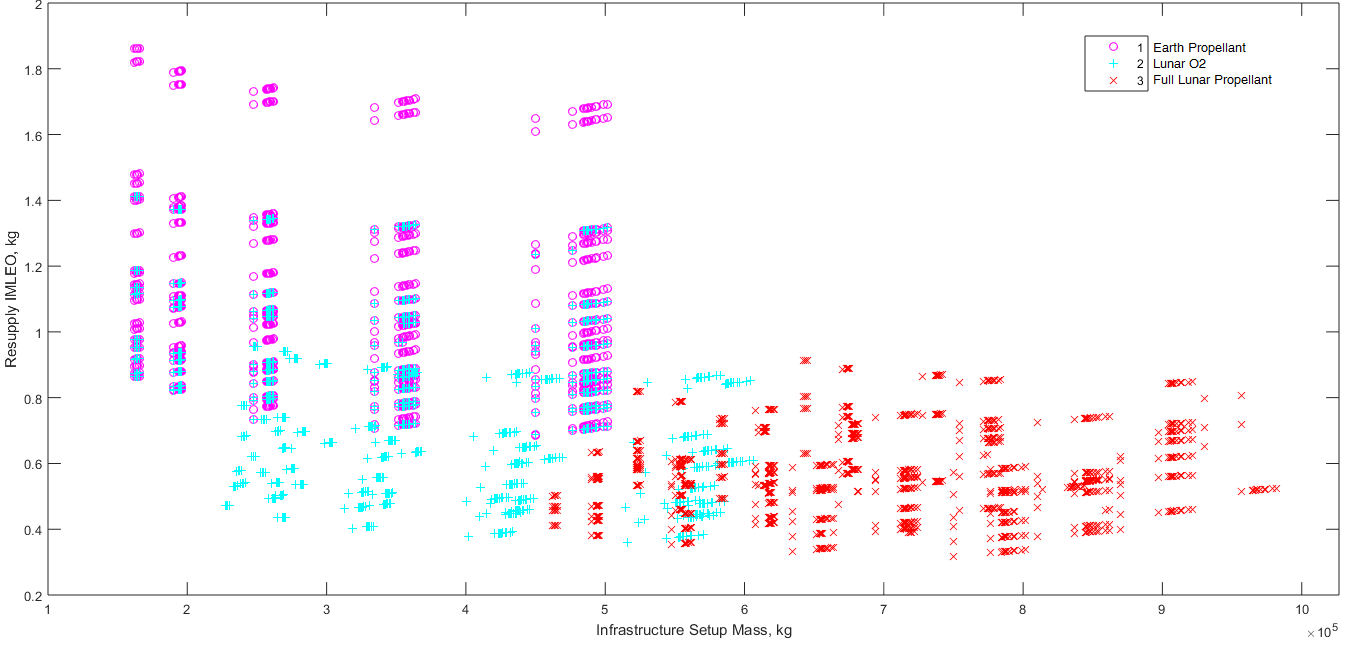 2
1.8
1.6
1.4
1.2
1
0.8
0.6
0.4
0.2
Resupply IMLEO, kg
1 Earth Propellant
2 Lunar O2
3 Full Lunar Propellant
1 2 3 4 5 6 7 8 9 10
Infrastructure Setup Mass, kg
×10^5